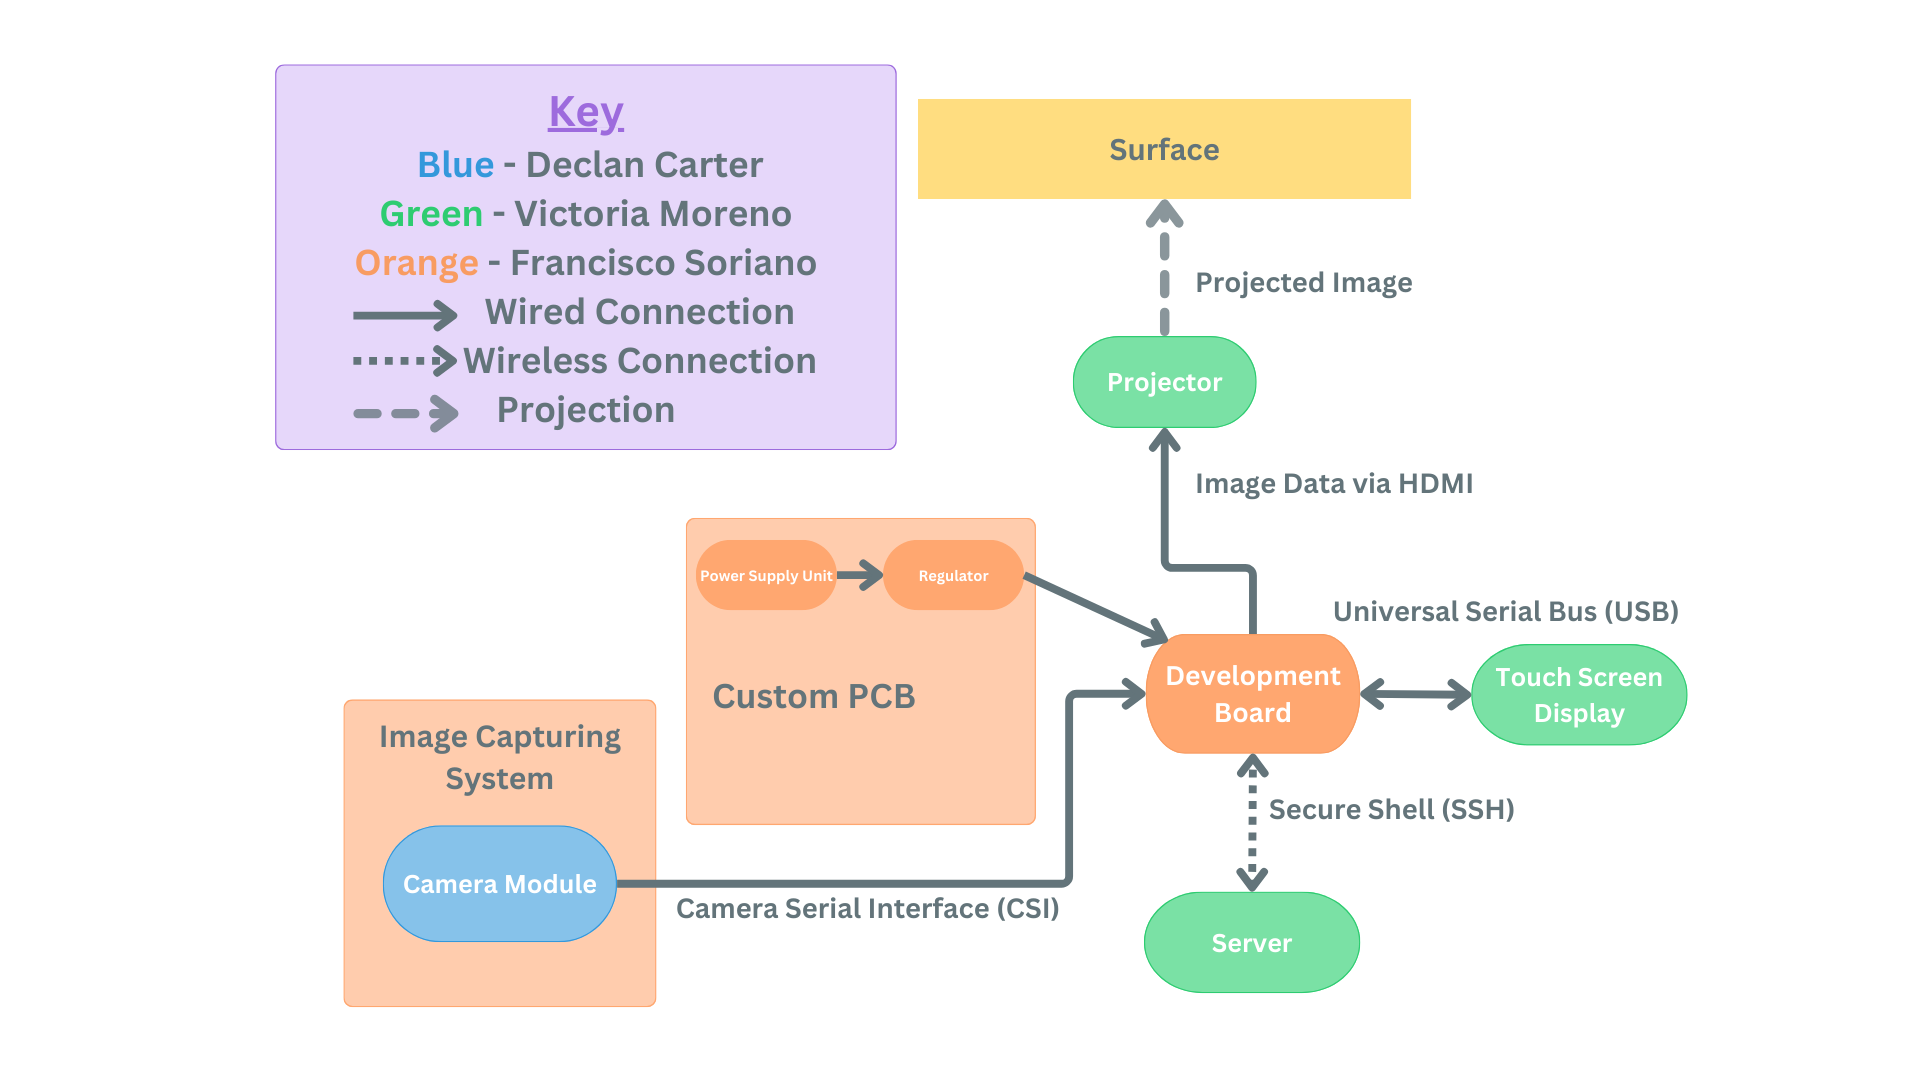 Key
Blue - Declan Carter
Green - Victoria Moreno
Orange - Francisco Soriano
Wired Connection
Wireless Connection
Projection
Surface
Projected Image
Projector
Image Data via HDMI
Power Supply Unit
Regulator
Custom PCB
Universal Serial Bus (USB)
Development
Board
Touch Screen
Display
Image Capturing
System
Camera Module
Camera Serial Interface (CSI)
Secure Shell (SSH)
Server